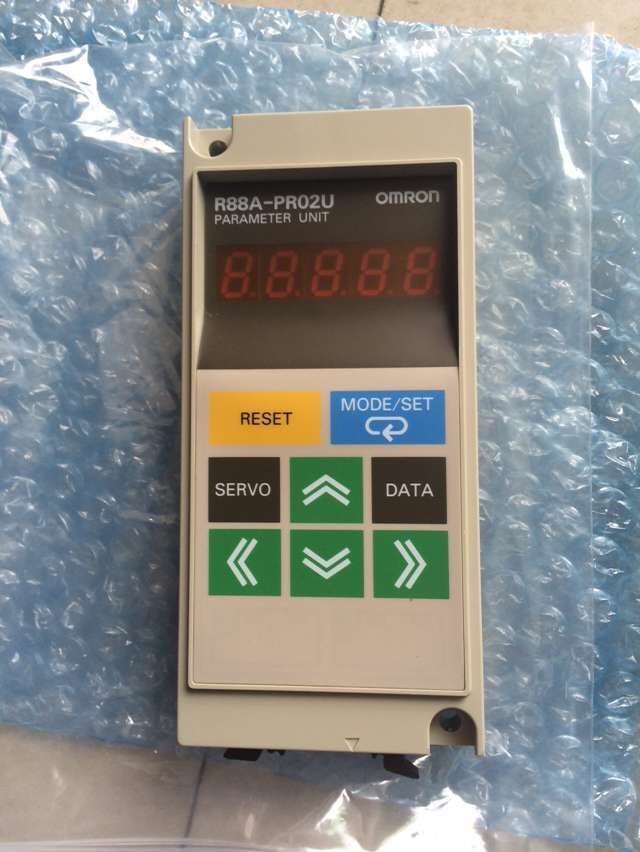 R88A-PR02U OMRON
PARAMETER UNIT
88888
RESET
MODE/SET
SERVO
DATA